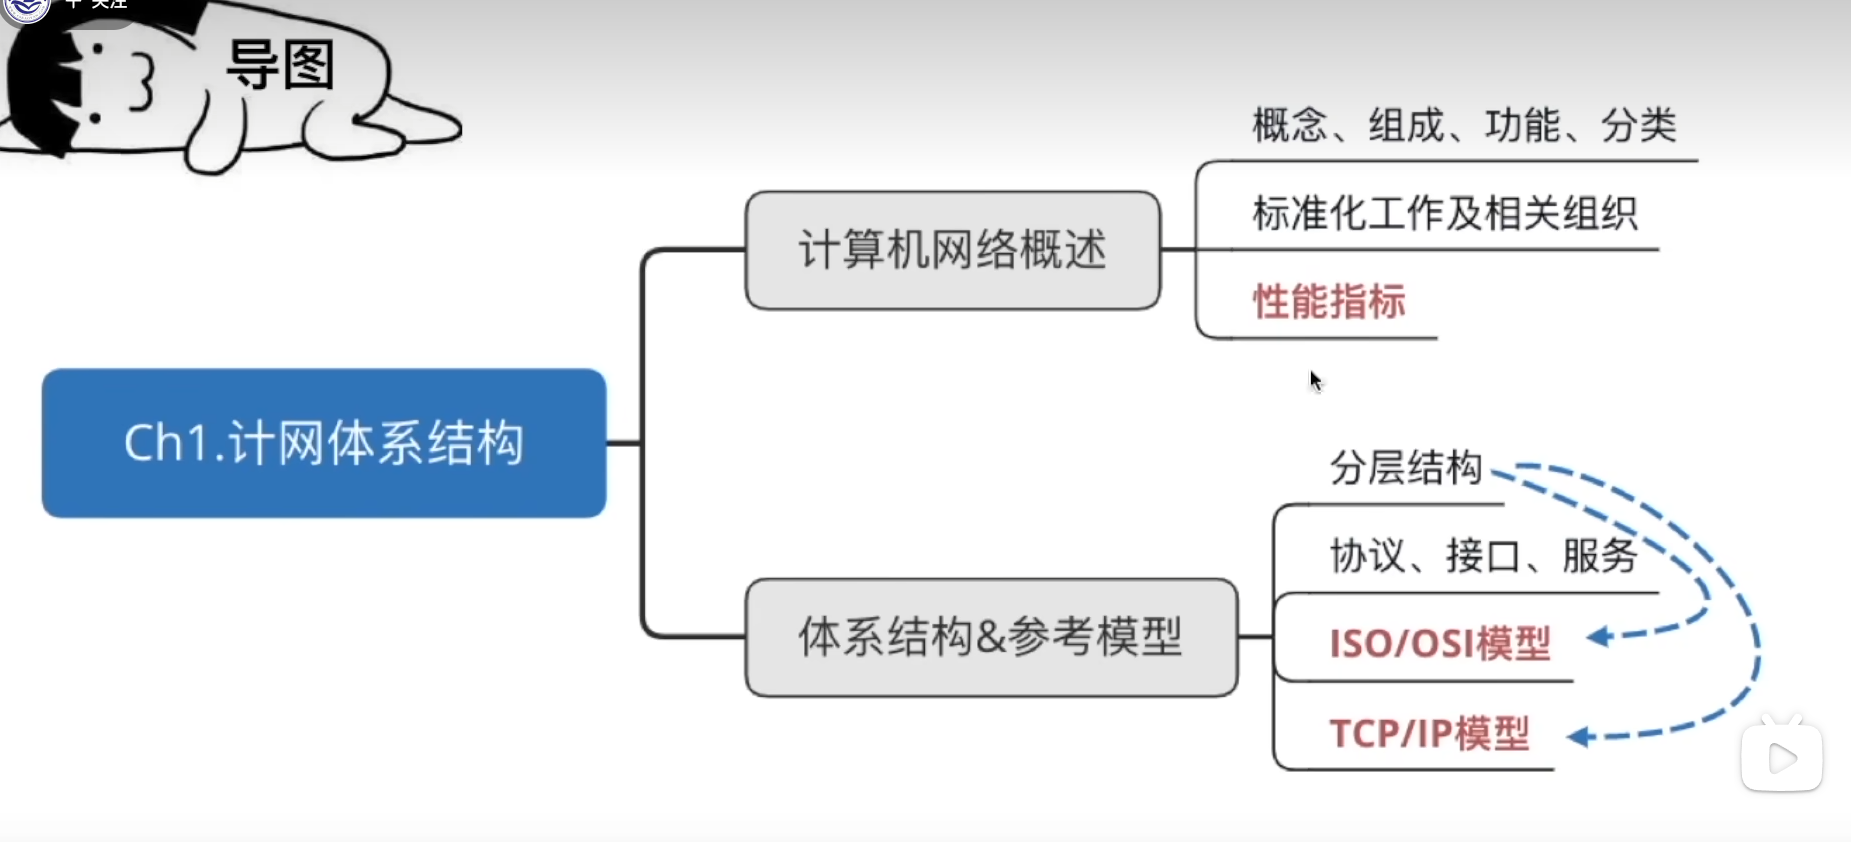 + 关注
导图
概念、组成、功能、分类
标准化工作及相关组织
计算机网络概述
性能指标
Ch1.计网体系结构
分层结构
协议、接口、服务
体系结构&参考模型
ISO/OSI模型
TCP/IP模型